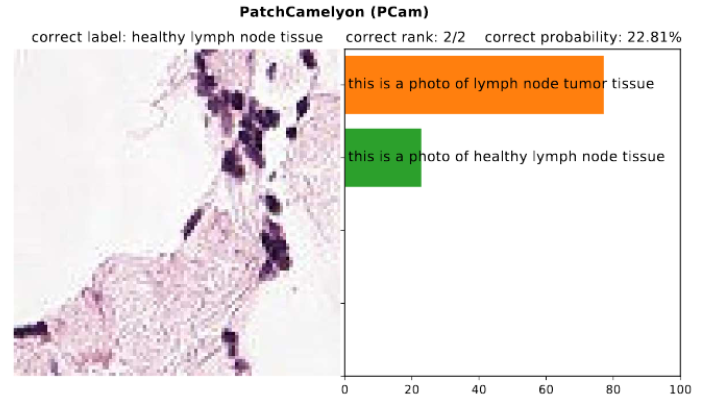 PatchCamelyon (PCam)
correct label: healthy lymph node tissue correct rank: 2/2 correct probability: 22.81%
this is a photo of lymph node tumor tissue
this is a photo of healthy lymph node tissue
0 20 40 60 80 100